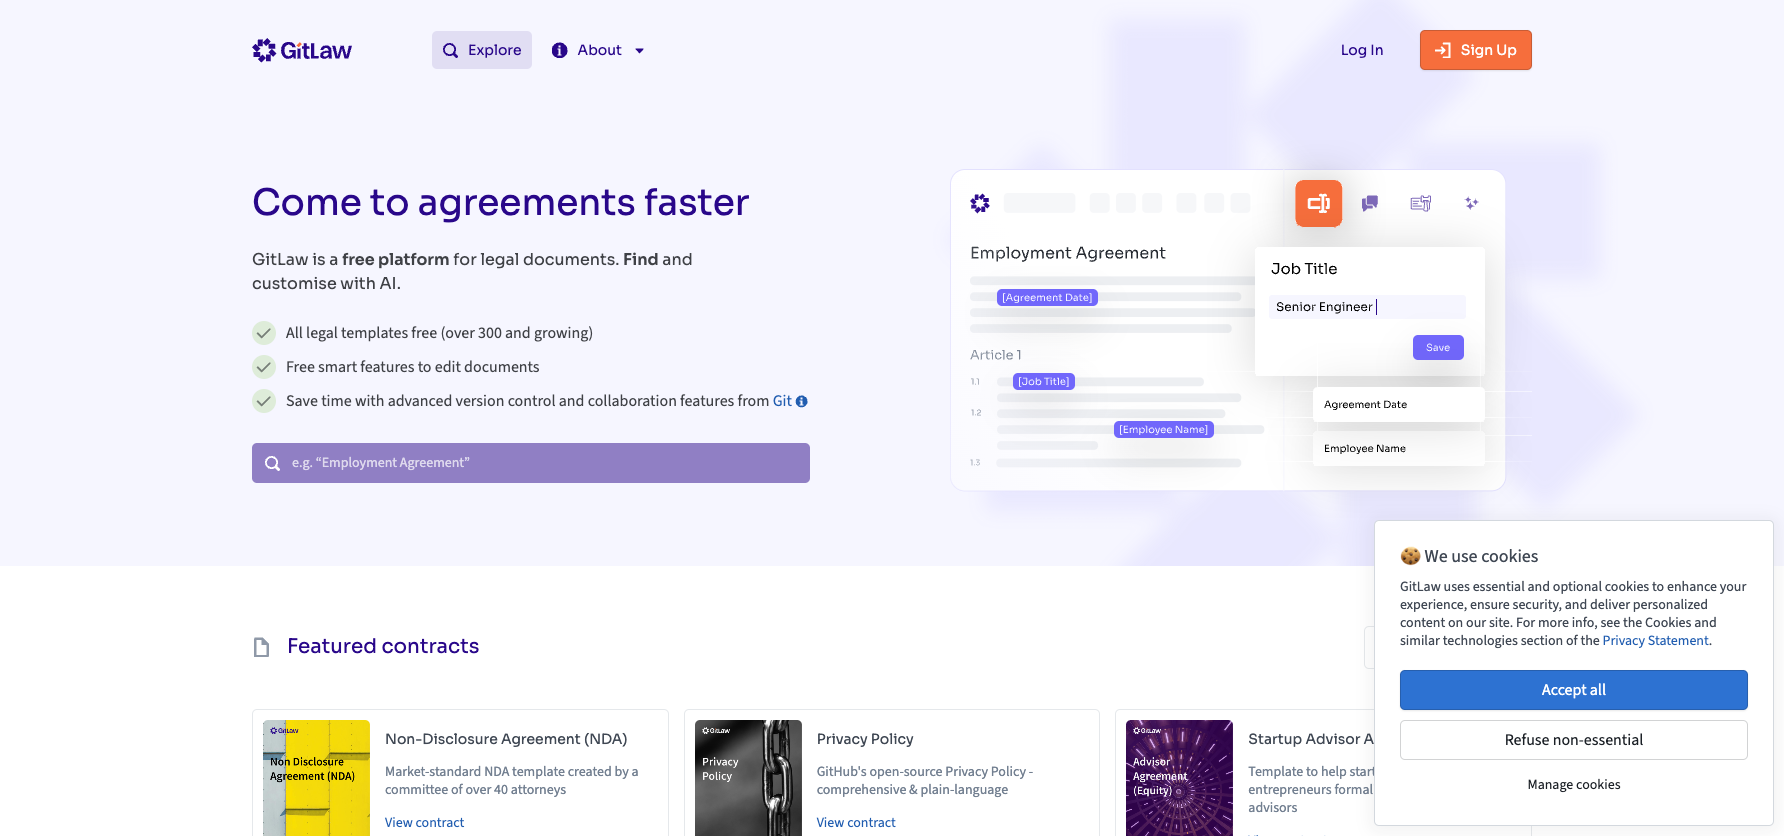 GitLaw
Explore
About
Log In
Sign Up
Come to agreements faster
GitLaw is a free platform for legal documents. Find and
customise with AI.
All legal templates free (over 300 and growing)
Free smart features to edit documents
Save time with advanced version control and collaboration features from Git
e.g. “Employment Agreement”
Employment Agreement
[Agreement Date]
Article 1
1.1
[Job Title]
1.2
[Employee Name]
1.3
Job Title
Senior Engineer
Save
Agreement Date
Employee Name
Featured contracts
GitLaw
Non Disclosure
Agreement (NDA)
Non-Disclosure Agreement (NDA)
Market-standard NDA template created by a
committee of over 40 attorneys
View contract
GitLaw
Privacy
Policy
Privacy Policy
GitHub's open-source Privacy Policy -
comprehensive & plain-language
View contract
GitLaw
Advisor
Agreement
(Equity)
Startup Advisor A
Template to help start
entrepreneurs formal
advisors
🍪 We use cookies
GitLaw uses essential and optional cookies to enhance your
experience, ensure security, and deliver personalized
content on our site. For more info, see the Cookies and
similar technologies section of the Privacy Statement.
Accept all
Refuse non-essential
Manage cookies